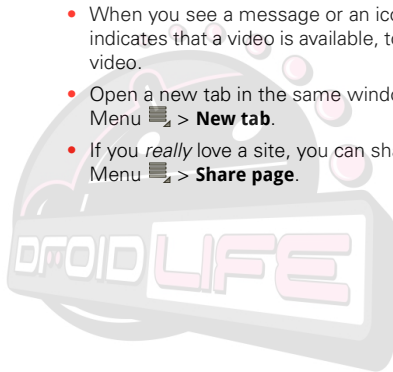 • When you see a message or an
indicates that a video is available,
video.
• Open a new tab in the same
Menu > New tab.
• If you really love a site, you can
Menu > Share page.
DROID LIFE